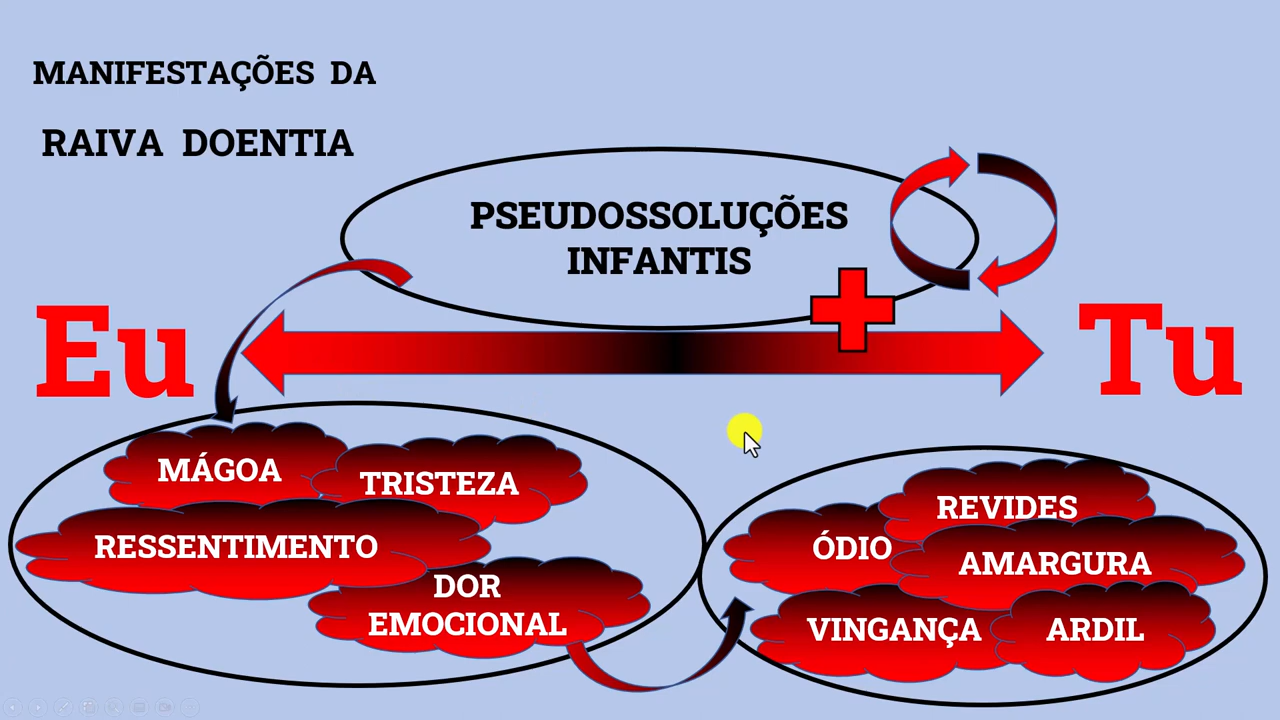 MANIFESTAÇÕES DA
RAIVA DOENTIA
PSEUDOSSOLUÇÕES
INFANTIS
Eu
Tu
MÁGOA
TRISTEZA
RESSENTIMENTO
DOR
EMOCIONAL
REVIDES
ÓDIO
AMARGURA
VINGANÇA
ARDIL